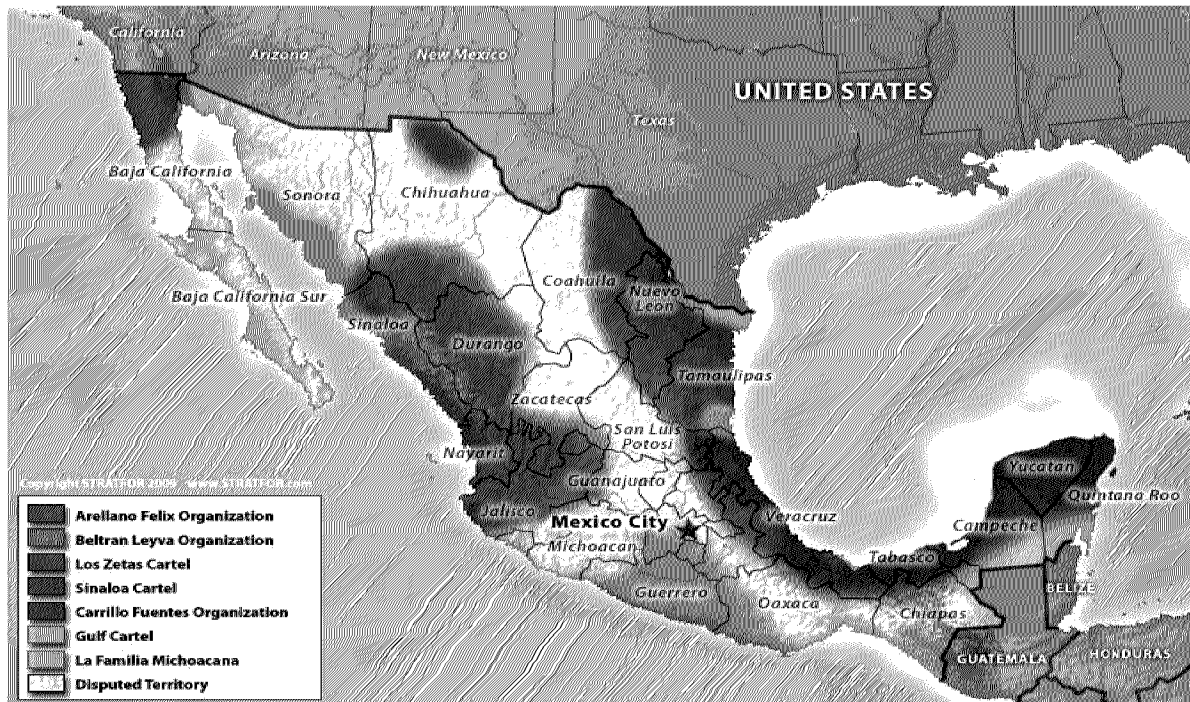 California
Arizona
New Mexico
UNITED STATES
Texas
Baja California
Sonora
Chihuahua
Coahuila
Nuevo
Leon
Baja California Sur
Sinaloa
Durango
Tamaulipas
Zacatecas
San Luis
Potosi
Nayarit
Yucatan
Guanajuato
Quintana Roo
Copyright STRATFOR 2009 www.STRATFOR.com
Jalisco
Mexico City
Veracruz
Campeche
Michoacan
Tabasco
Guerrero
Oaxaca
Chiapas
BELIZE
GUATEMALA
HONDURAS
Arellano Felix Organization
Beltran Leyva Organization
Los Zetas Cartel
Sinaloa Cartel
Carrillo Fuentes Organization
Gulf Cartel
La Familia Michoacana
Disputed Territory